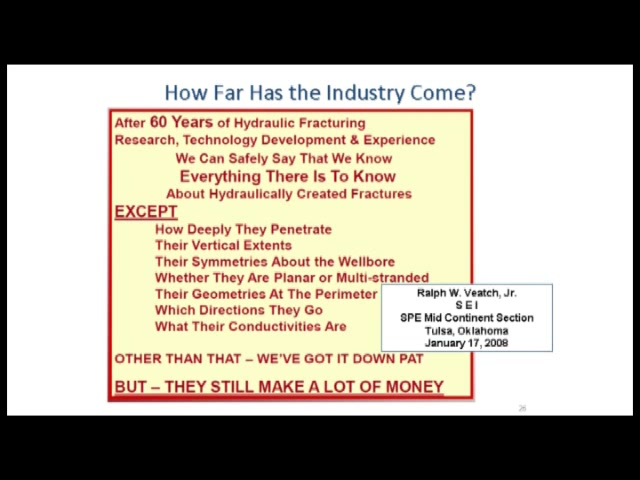 How Far Has the Industry Come?
After 60 Years of Hydraulic Fracturing
Research, Technology Development & Experience
We Can Safely Say That We Know
Everything There Is To Know
About Hydraulically Created Fractures
EXCEPT
How Deeply They Penetrate
Their Vertical Extents
Their Symmetries About the Wellbore
Whether They Are Planar or Multi-stranded
Their Geometries At The Perimeter
Which Directions They Go
What Their Conductivities Are
OTHER THAN THAT – WE'VE GOT IT DOWN PAT
BUT – THEY STILL MAKE A LOT OF MONEY
Ralph W. Veatch, Jr.
S E I
SPE Mid Continent Section
Tulsa, Oklahoma
January 17, 2008
26